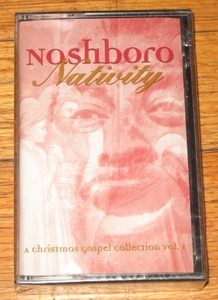 Noshboro
Nativity
a christmas gospel collection vol. 1